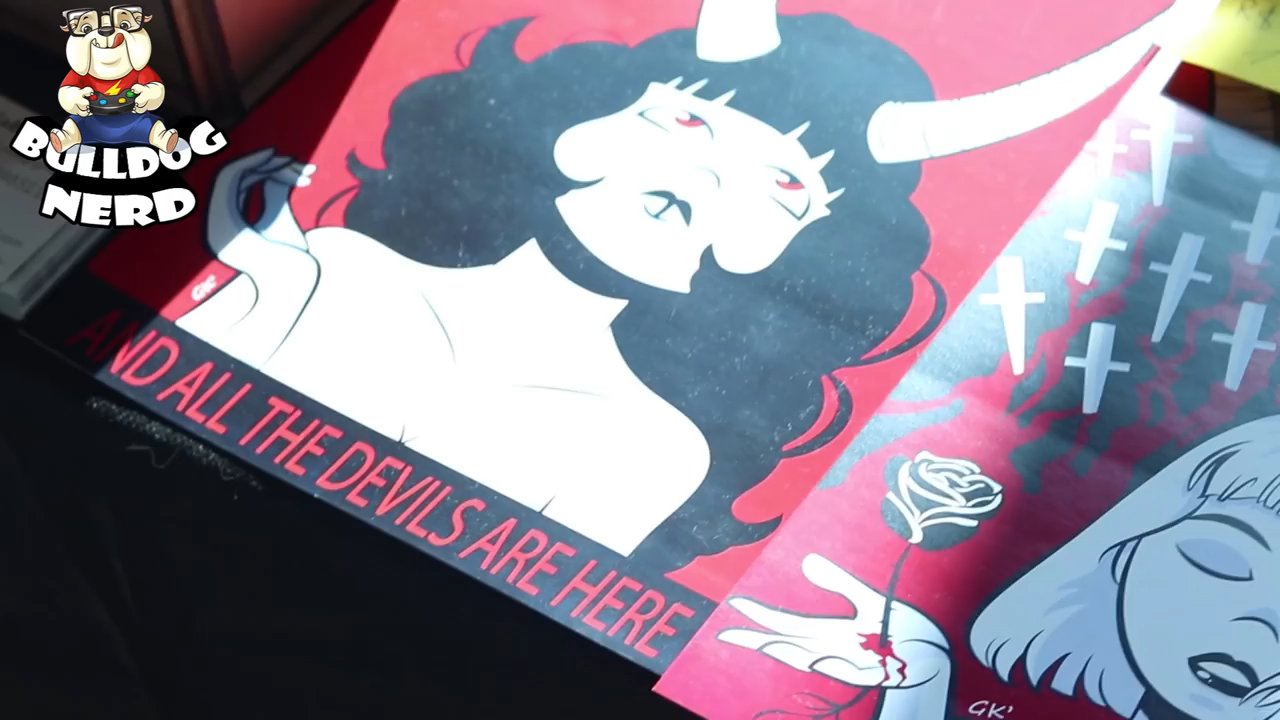 BULLDOG
NERD
GK'
AND ALL THE DEVILS ARE HERE
GK'